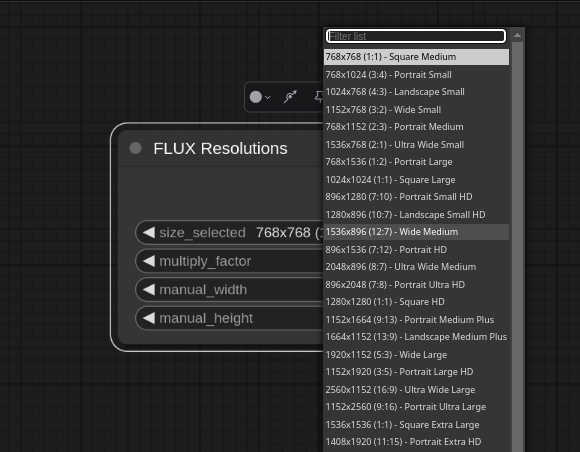 Filter list
768x768 (1:1) - Square Medium
768x1024 (3:4) - Portrait Small
1024x768 (4:3) - Landscape Small
1152x768 (3:2) - Wide Small
768x1152 (2:3) - Portrait Medium
1536x768 (2:1) - Ultra Wide Small
768x1536 (1:2) - Portrait Large
1024x1024 (1:1) - Square Large
896x1280 (7:10) - Portrait Small HD
1280x896 (10:7) - Landscape Small HD
1536x896 (12:7) - Wide Medium
896x1536 (7:12) - Portrait HD
2048x896 (8:7) - Ultra Wide Medium
896x2048 (7:8) - Portrait Ultra HD
1280x1280 (1:1) - Square HD
1152x1664 (9:13) - Portrait Medium Plus
1664x1152 (13:9) - Landscape Medium Plus
1920x1152 (5:3) - Wide Large
1152x1920 (3:5) - Portrait Large HD
2560x1152 (16:9) - Ultra Wide Large
1152x2560 (9:16) - Portrait Ultra Large
1536x1536 (1:1) - Square Extra Large
1408x1920 (11:15) - Portrait Extra HD
FLUX Resolutions
size_selected 768x768 (1
multiply_factor
manual_width
manual_height